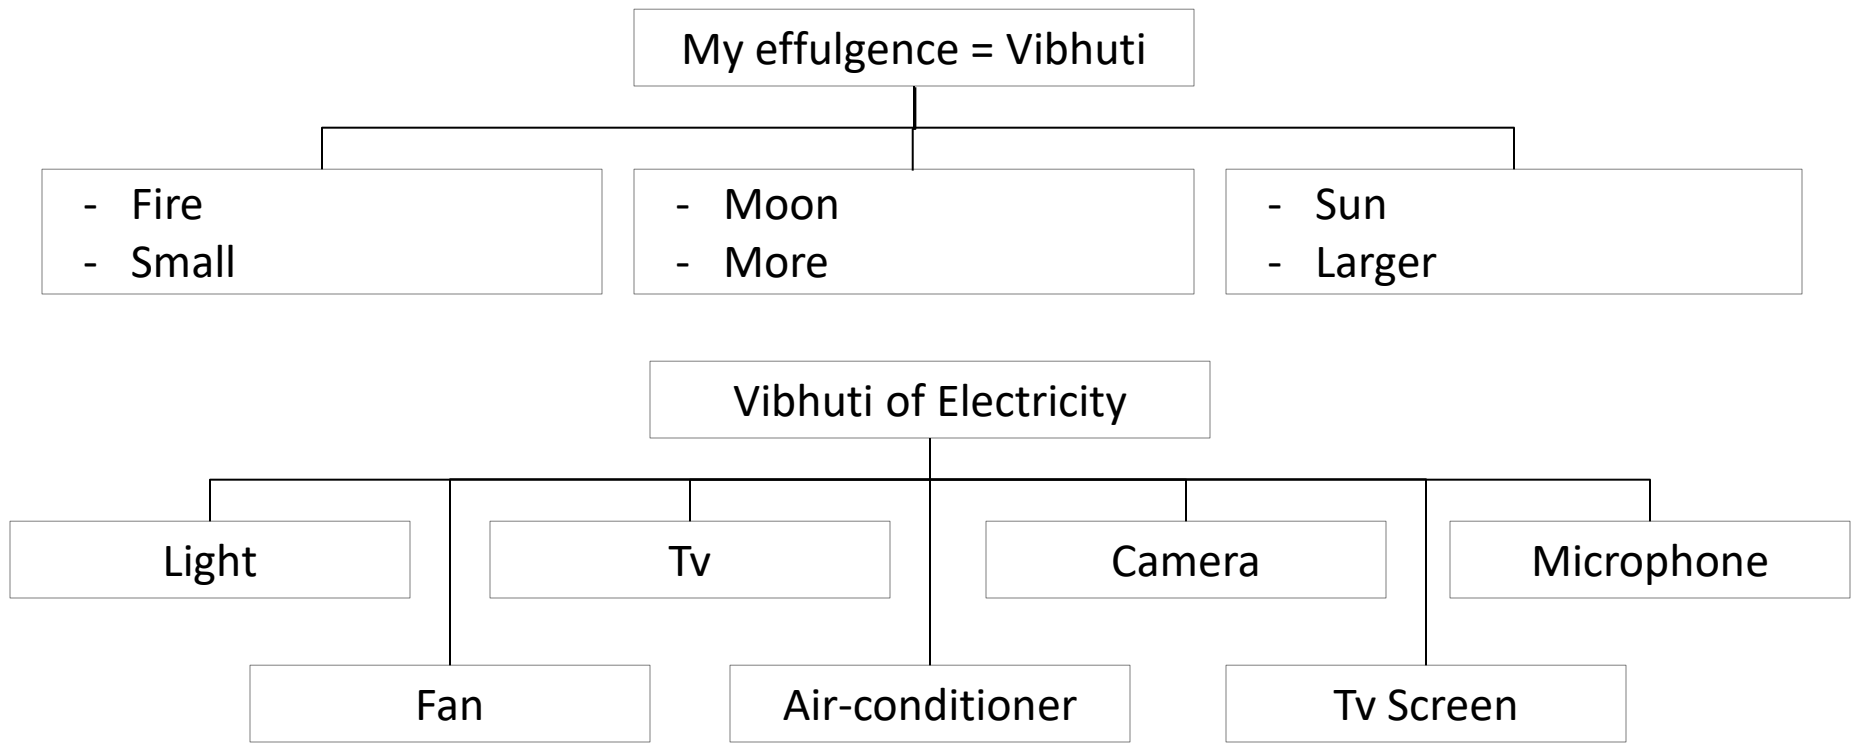 My effulgence = Vibhuti
- Fire
- Small
- Moon
- More
- Sun
- Larger
Vibhuti of Electricity
Light
Tv
Camera
Microphone
Fan
Air-conditioner
Tv Screen